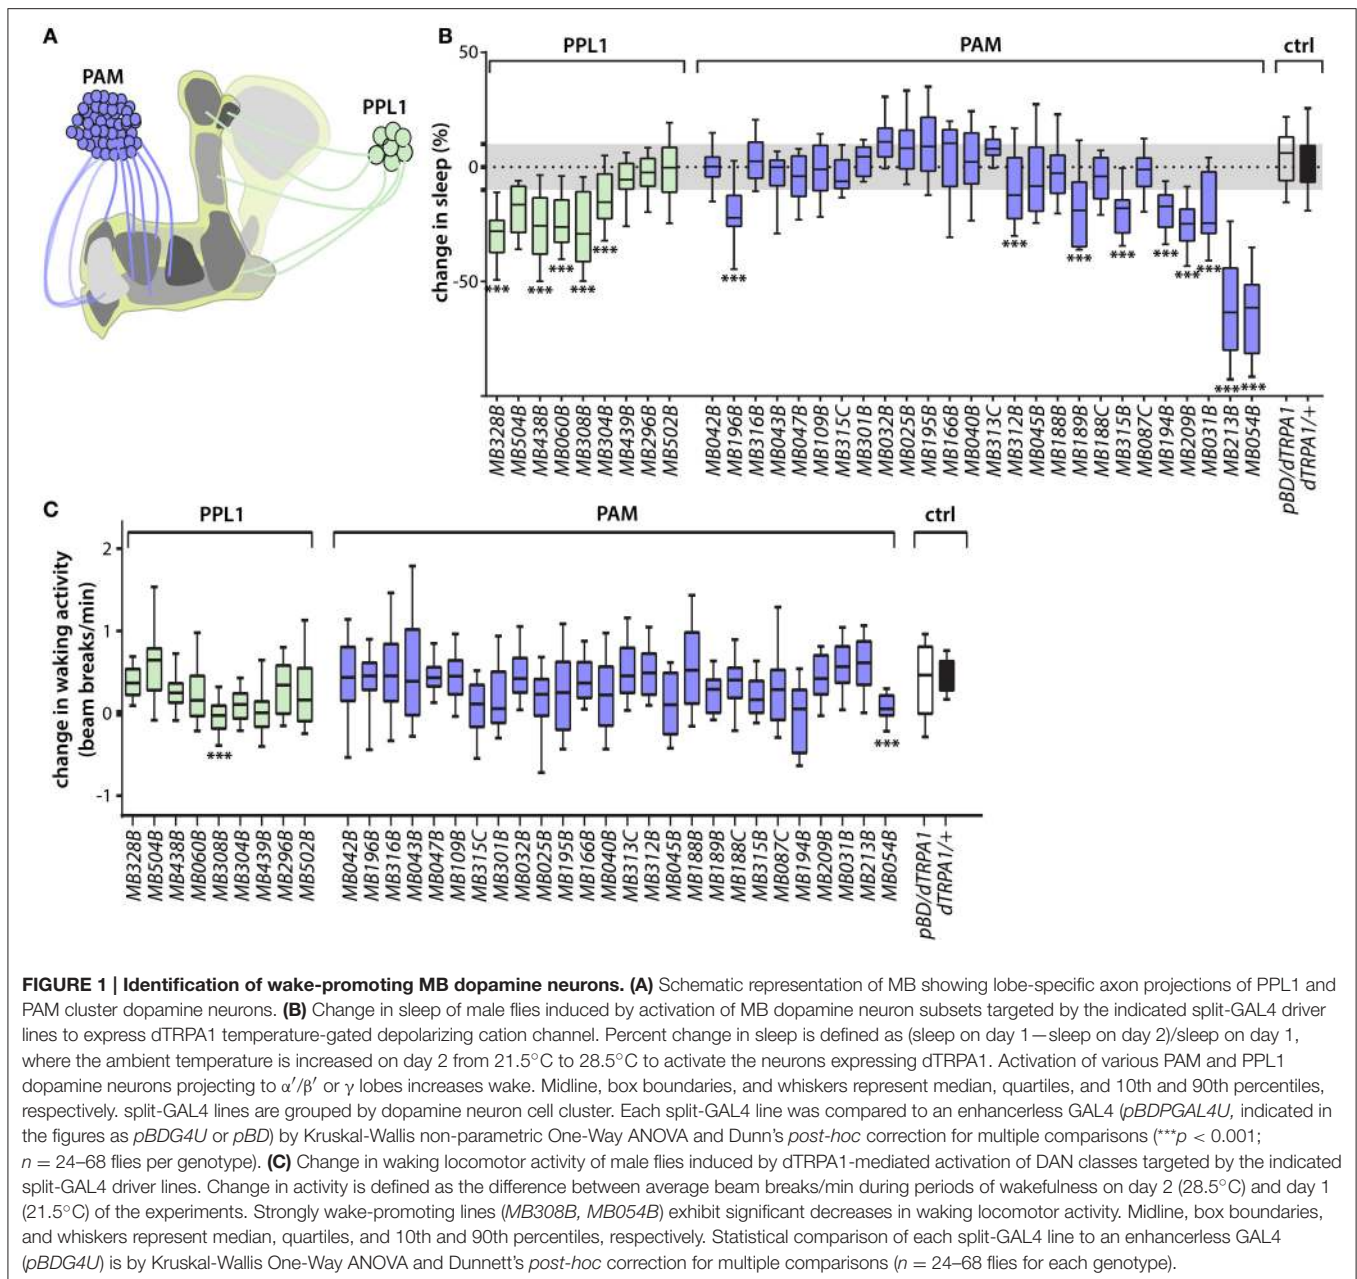 A
PAM
PPL1
B
PPL1
PAM
ctrl
change in sleep (%)
50
0
-50
***
***
***
***
***
***
***
***
***
***
***
***
***
***
MB328B
MB504B
MB438B
MB060B
MB308B
MB304B
MB439B
MB296B
MB502B
MB042B
MB196B
MB316B
MB043B
MB047B
MB109B
MB315C
MB301B
MB032B
MB025B
MB195B
MB166B
MB040B
MB313C
MB312B
MB045B
MB188B
MB189B
MB188C
MB315B
MB087C
MB194B
MB209B
MB031B
MB213B
MB054B
pBD/dTRPA1
dTRPA1/+
C
PPL1
PAM
ctrl
change in waking activity
(beam breaks/min)
2
1
0
-1
***
***
MB328B
MB504B
MB438B
MB060B
MB308B
MB304B
MB439B
MB296B
MB502B
MB042B
MB196B
MB316B
MB043B
MB047B
MB109B
MB315C
MB301B
MB032B
MB025B
MB195B
MB166B
MB040B
MB313C
MB312B
MB045B
MB188B
MB189B
MB188C
MB315B
MB087C
MB194B
MB209B
MB031B
MB213B
MB054B
pBD/dTRPA1
dTRPA1/+
FIGURE 1 | Identification of wake-promoting MB dopamine neurons. (A) Schematic representation of MB showing lobe-specific axon projections of PPL1 and
PAM cluster dopamine neurons. (B) Change in sleep of male flies induced by activation of MB dopamine neuron subsets targeted by the indicated split-GAL4 driver
lines to express dTRPA1 temperature-gated depolarizing cation channel. Percent change in sleep is defined as (sleep on day 1—sleep on day 2)/sleep on day 1,
where the ambient temperature is increased on day 2 from 21.5°C to 28.5°C to activate the neurons expressing dTRPA1. Activation of various PAM and PPL1
dopamine neurons projecting to α′/β′ or γ lobes increases wake. Midline, box boundaries, and whiskers represent median, quartiles, and 10th and 90th percentiles,
respectively. split-GAL4 lines are grouped by dopamine neuron cell cluster. Each split-GAL4 line was compared to an enhancerless GAL4 (pBDPGAL4U, indicated in
the figures as pBDG4U or pBD) by Kruskal-Wallis non-parametric One-Way ANOVA and Dunn's post-hoc correction for multiple comparisons (***p < 0.001;
n = 24–68 flies per genotype). (C) Change in waking locomotor activity of male flies induced by dTRPA1-mediated activation of DAN classes targeted by the indicated
split-GAL4 driver lines. Change in activity is defined as the difference between average beam breaks/min during periods of wakefulness on day 2 (28.5°C) and day 1
(21.5°C) of the experiments. Strongly wake-promoting lines (MB308B, MB054B) exhibit significant decreases in waking locomotor activity. Midline, box boundaries,
and whiskers represent median, quartiles, and 10th and 90th percentiles, respectively. Statistical comparison of each split-GAL4 line to an enhancerless GAL4
(pBDG4U) is by Kruskal-Wallis One-Way ANOVA and Dunnett's post-hoc correction for multiple comparisons (n = 24–68 flies for each genotype).